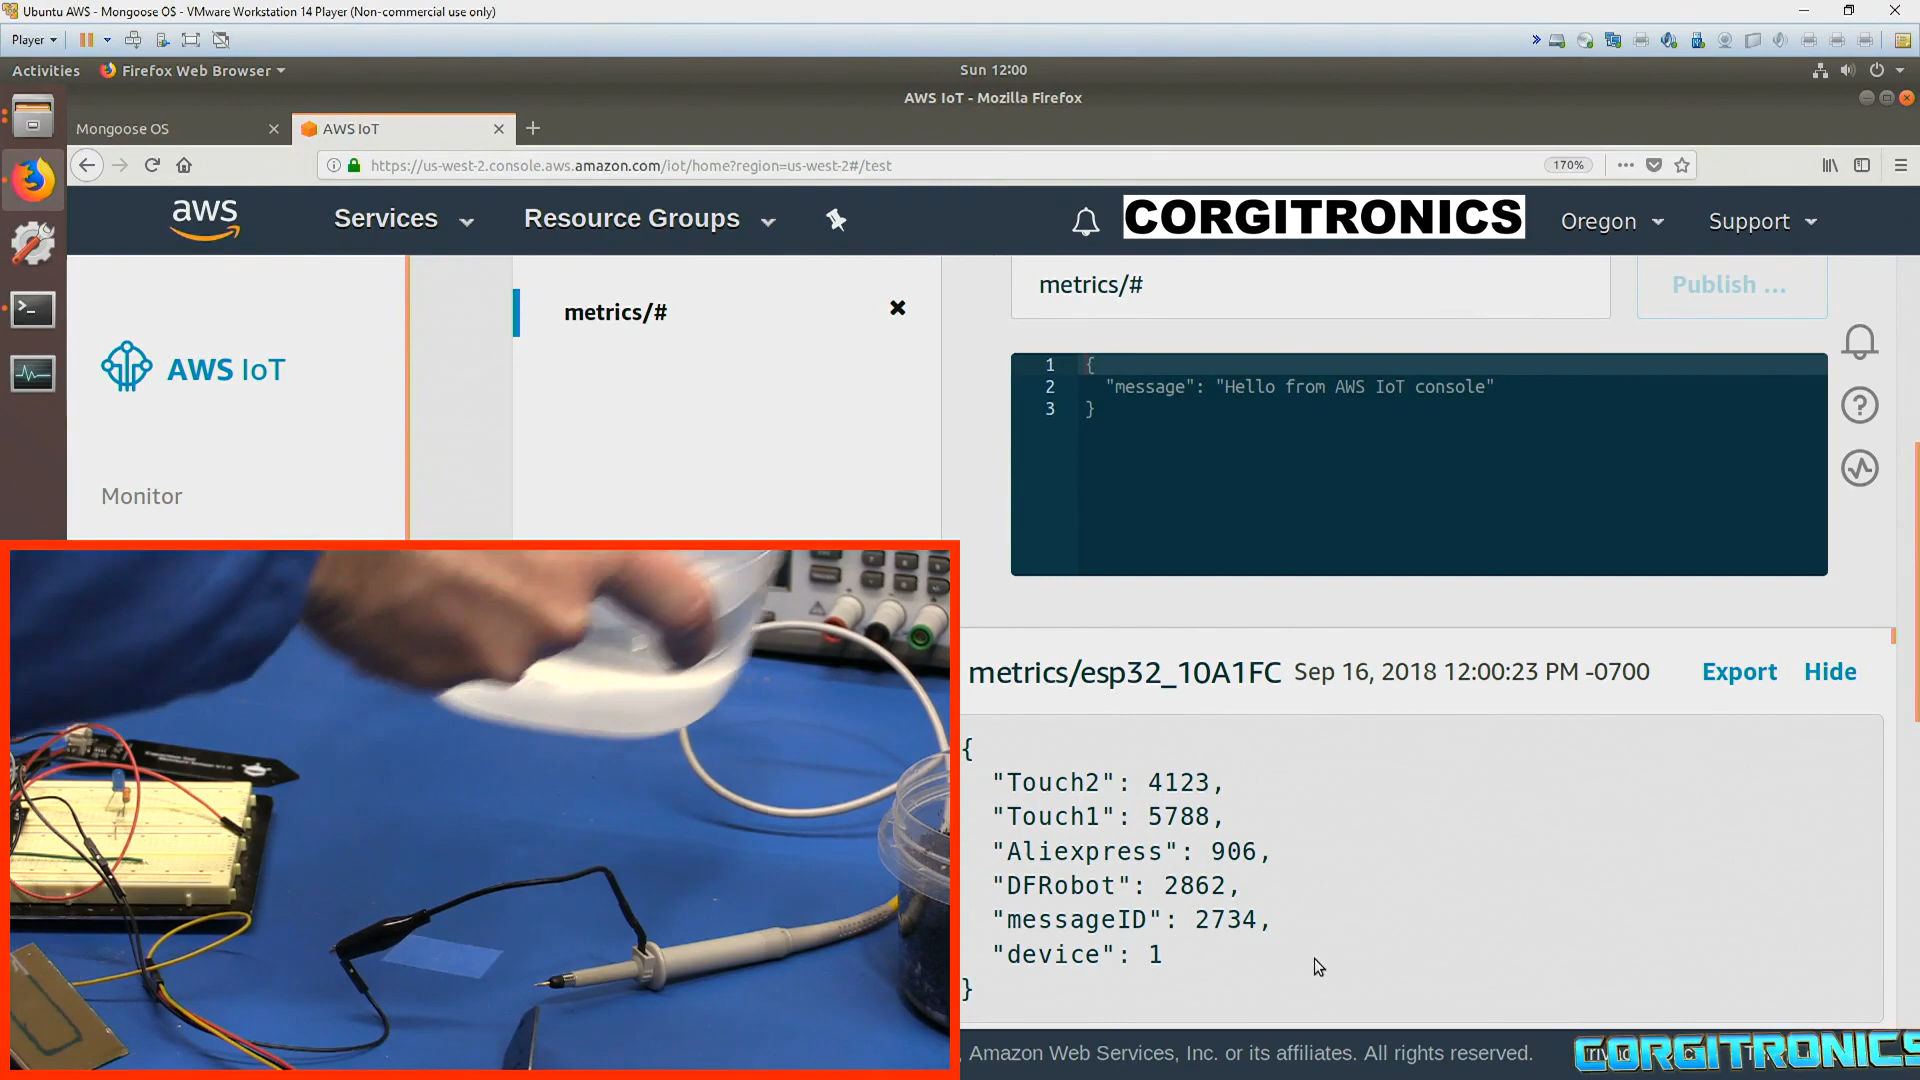 Ubuntu AWS - Mongoose OS - VMware Workstation 14 Player (Non-commercial use only)
Player
Activities
Firefox Web Browser
Sun 12:00
AWS IoT - Mozilla Firefox
Mongoose OS
AWS IoT
https://us-west-2.console.aws.amazon.com/iot/home?region=us-west-2#/test
170%
aws
Services
Resource Groups
CORGITRONICS
Oregon
Support
AWS IoT
Monitor
metrics/#
metrics/#
Publish ...
1 {
2 "message": "Hello from AWS IoT console"
3 }
metrics/esp32_10A1FC
Sep 16, 2018 12:00:23 PM -0700
Export
Hide
{
"Touch2": 4123,
"Touch1": 5788,
"Aliexpress": 906,
"DFRobot": 2862,
"messageID": 2734,
"device": 1
}
, Amazon Web Services, Inc. or its affiliates. All rights reserved.
CORGITRONICS